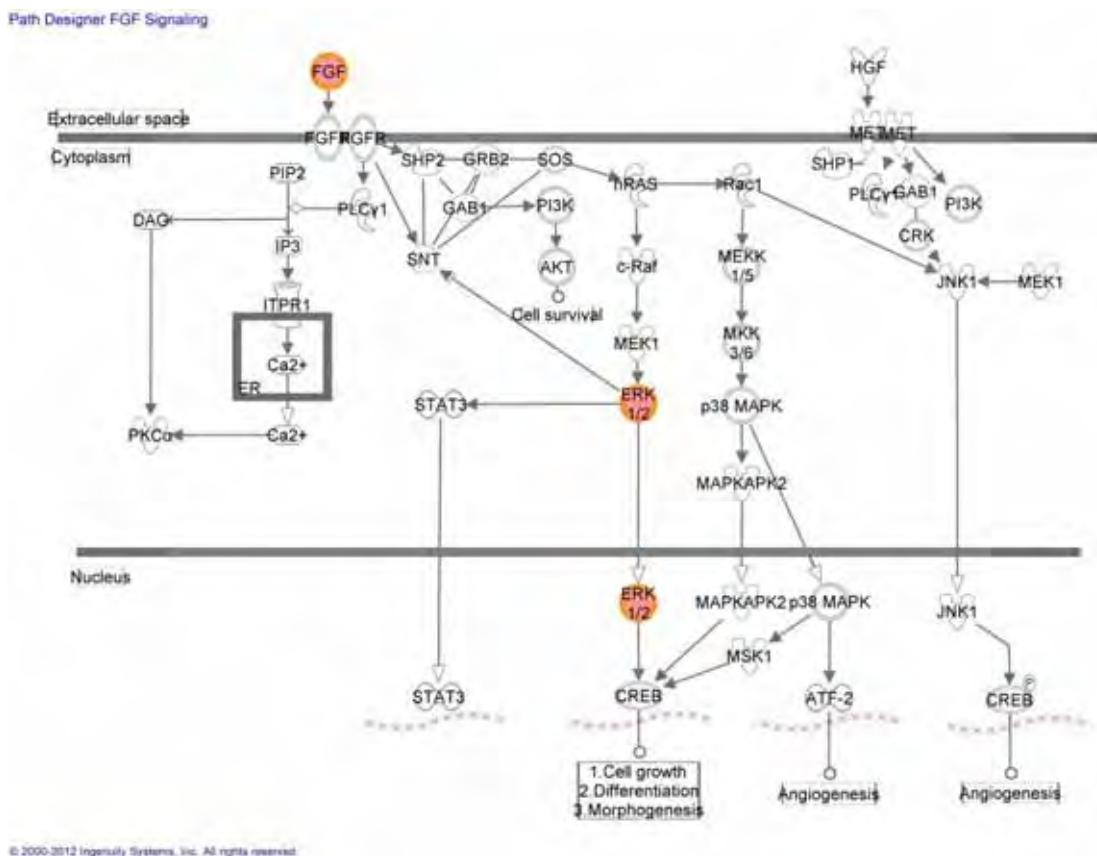 Path Designer FGF Signaling
FGF
HGF
Extracellular space
FGFR
FGFR
MET
MET
Cytoplasm
SHP2
GRB2
SOS
SHP1
PIP2
hRAS
Rac1
PLCγ1
GAB1
PI3K
DAG
PLCγ1
GAB1
PI3K
CRK
IP3
SNT
AKT
c-Raf
MEKK
1/5
JNK1
MEK1
ITPR1
Cell survival
MEK1
MKK
3/6
Ca2+
ER
STAT3
ERK
1/2
p38 MAPK
PKCα
Ca2+
MAPKAPK2
Nucleus
ERK
1/2
MAPKAPK2
p38 MAPK
JNK1
MSK1
STAT3
CREB
ATF-2
CREB
P
1.Cell growth
2.Differentiation
3.Morphogenesis
Angiogenesis
Angiogenesis
© 2000-2012 Ingenuity Systems, Inc. All rights reserved.